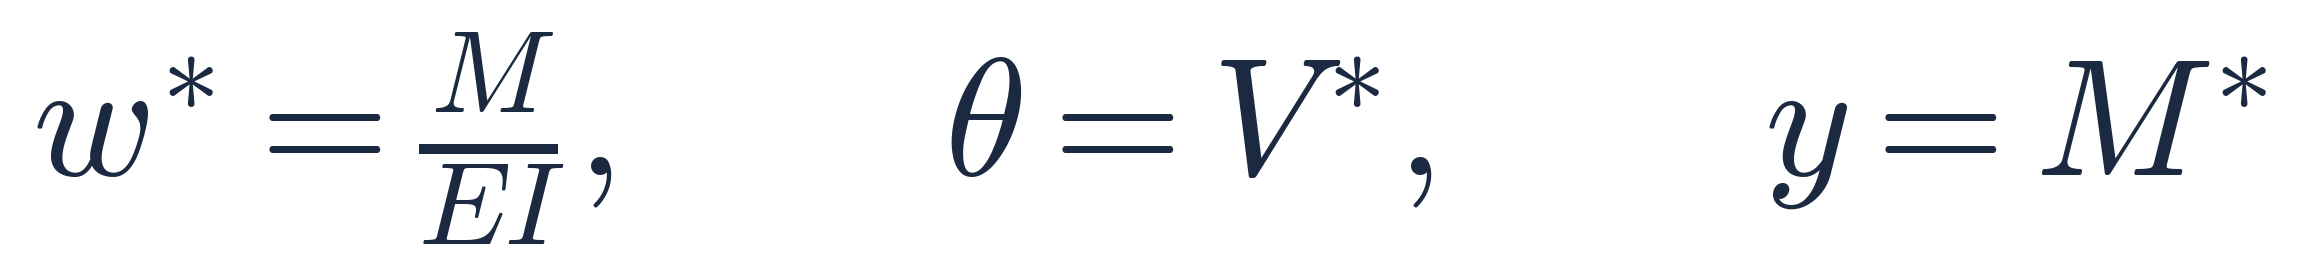 w* = M/EI, θ = V*, y = M*